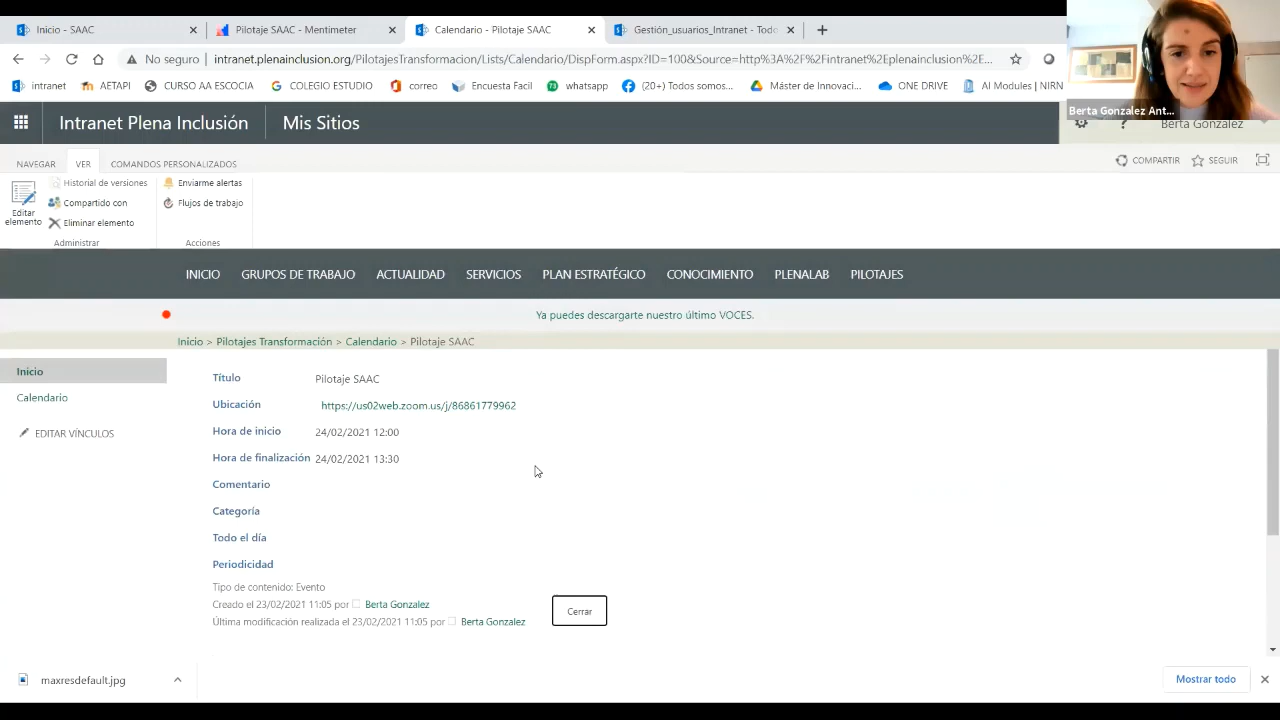 Inicio - SAAC
Pilotaje SAAC - Mentimeter
Calendario - Pilotaje SAAC
Gestión_usuarios_Intranet - Todo
No seguro
intranet.plenainclusion.org/PilotajesTransformacion/Lists/Calendario/DispForm.aspx?ID=100&Source=http%3A%2F%2Fintranet%2Eplenainclusion%2E...
intranet
AETAPI
CURSO AA ESCOCIA
COLEGIO ESTUDIO
correo
Encuesta Facil
whatsapp
(20+) Todos somos...
Máster de Innovaci...
ONE DRIVE
AI Modules | NIRN
Berta Gonzalez Ant...
Intranet Plena Inclusión
Mis Sitios
Berta Gonzalez
NAVEGAR
VER
COMANDOS PERSONALIZADOS
COMPARTIR
SEGUIR
Editar
elemento
Historial de versiones
Compartido con
Eliminar elemento
Administrar
Enviarme alertas
Flujos de trabajo
Acciones
INICIO
GRUPOS DE TRABAJO
ACTUALIDAD
SERVICIOS
PLAN ESTRATÉGICO
CONOCIMIENTO
PLENALAB
PILOTAJES
Ya puedes descargarte nuestro último VOCES.
Inicio > Pilotajes Transformación > Calendario > Pilotaje SAAC
Inicio
Calendario
EDITAR VÍNCULOS
Título Pilotaje SAAC
Ubicación https://us02web.zoom.us/j/86861779962
Hora de inicio 24/02/2021 12:00
Hora de finalización 24/02/2021 13:30
Comentario
Categoría
Todo el día
Periodicidad
Tipo de contenido: Evento
Creado el 23/02/2021 11:05 por Berta Gonzalez
Última modificación realizada el 23/02/2021 11:05 por Berta Gonzalez
Cerrar
maxresdefault.jpg
Mostrar todo